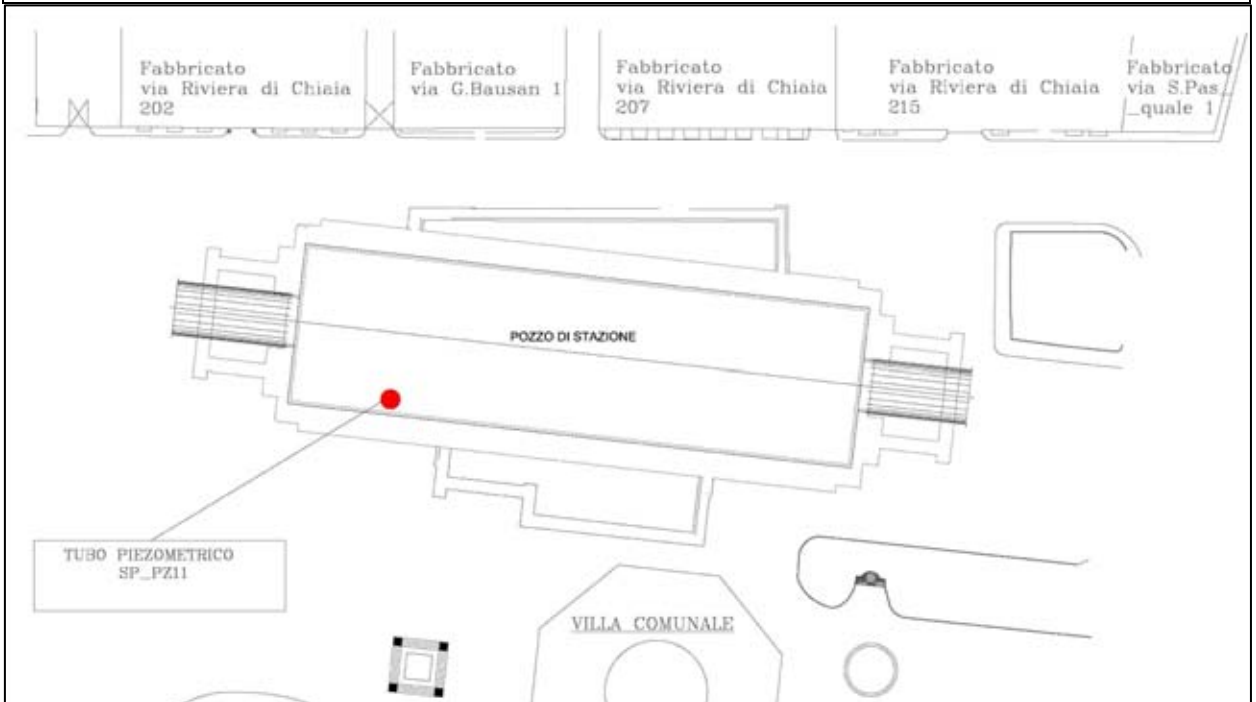 Fabbricato
via Riviera di Chiaia
202
Fabbricato
via G.Bausan 1
Fabbricato
via Riviera di Chiaia
207
Fabbricato
via Riviera di Chiaia
215
Fabbricato
via S.Pas_
_quale 1
POZZO DI STAZIONE
TUBO PIEZOMETRICO
SP_PZ11
VILLA COMUNALE